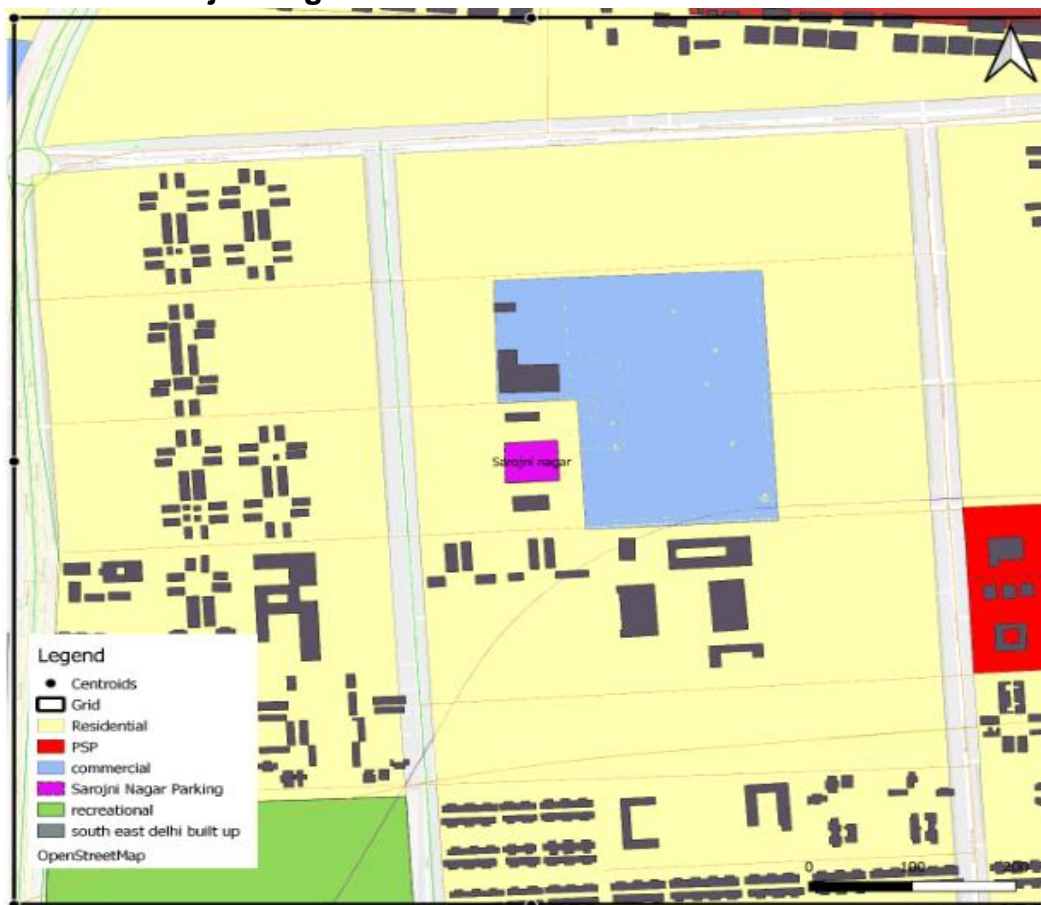 Sarojni nagar
Legend
Centroids
Grid
Residential
PSP
commercial
Sarojni Nagar Parking
recreational
south east delhi built up
OpenStreetMap
0 100 200